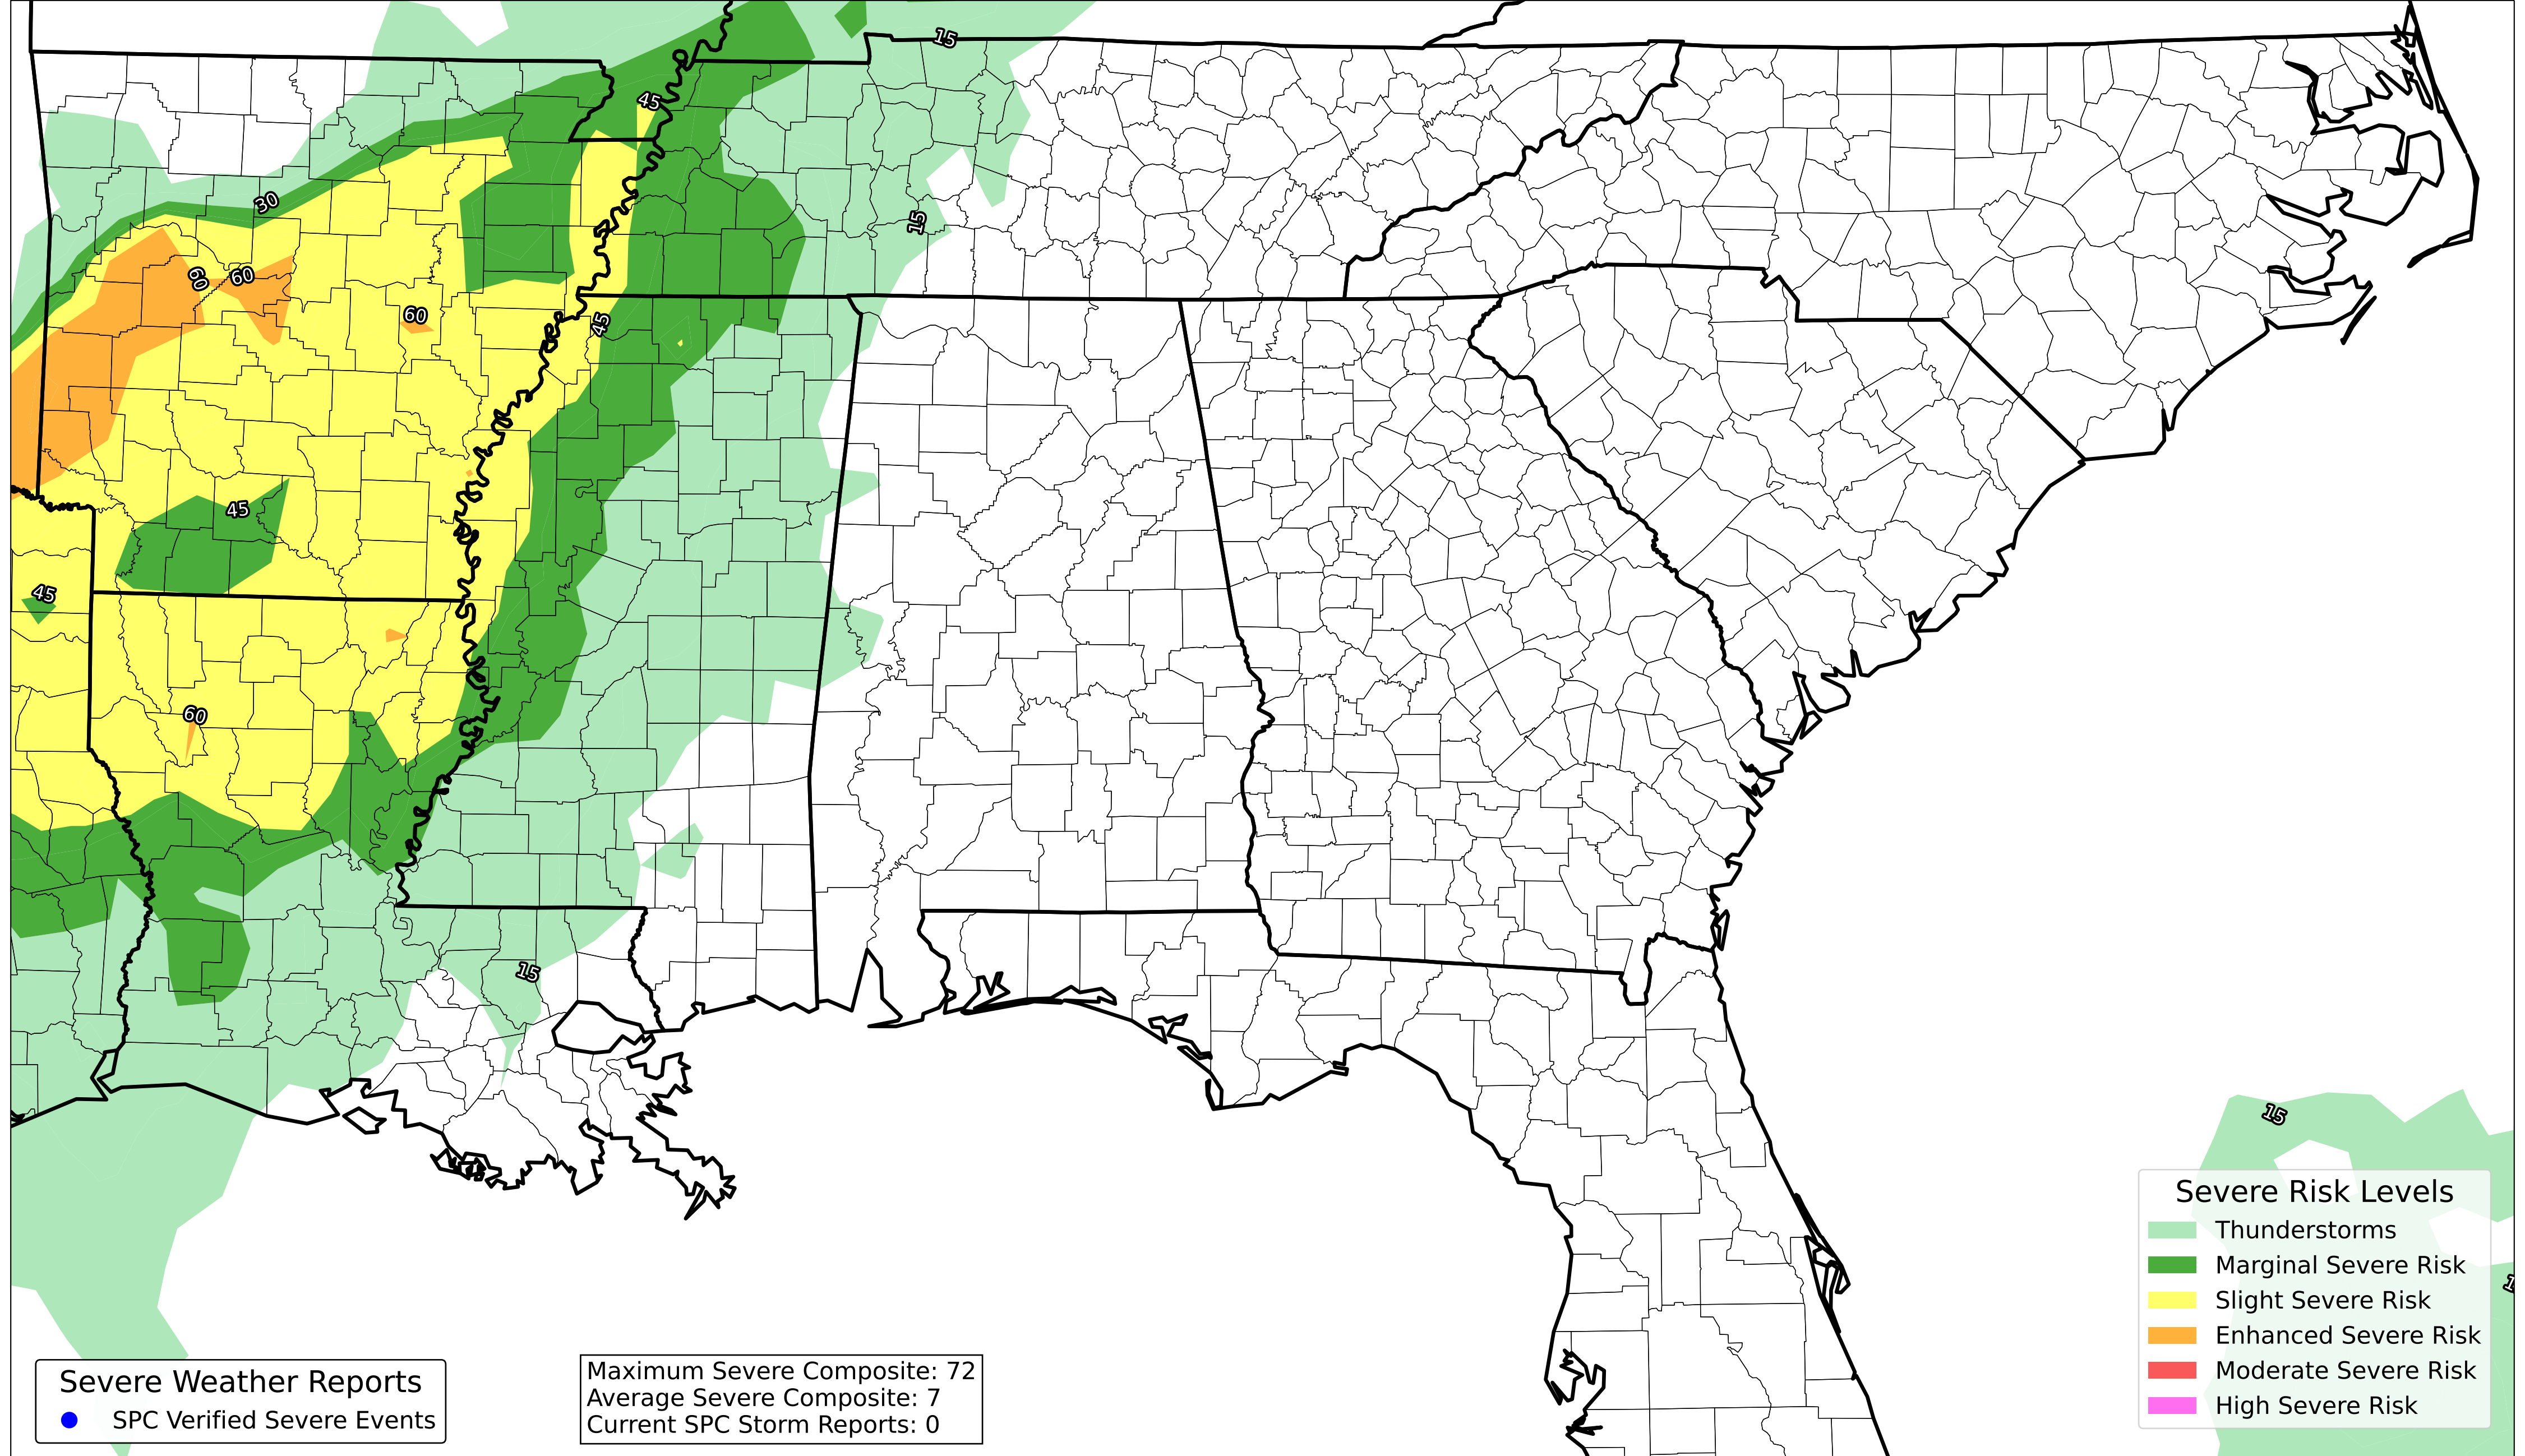 15
45
30
15
60
60
60
45
45
45
60
15
15
Severe Risk Levels
Thunderstorms
Marginal Severe Risk
Slight Severe Risk
Enhanced Severe Risk
Moderate Severe Risk
High Severe Risk
Severe Weather Reports
SPC Verified Severe Events
Maximum Severe Composite: 72
Average Severe Composite: 7
Current SPC Storm Reports: 0